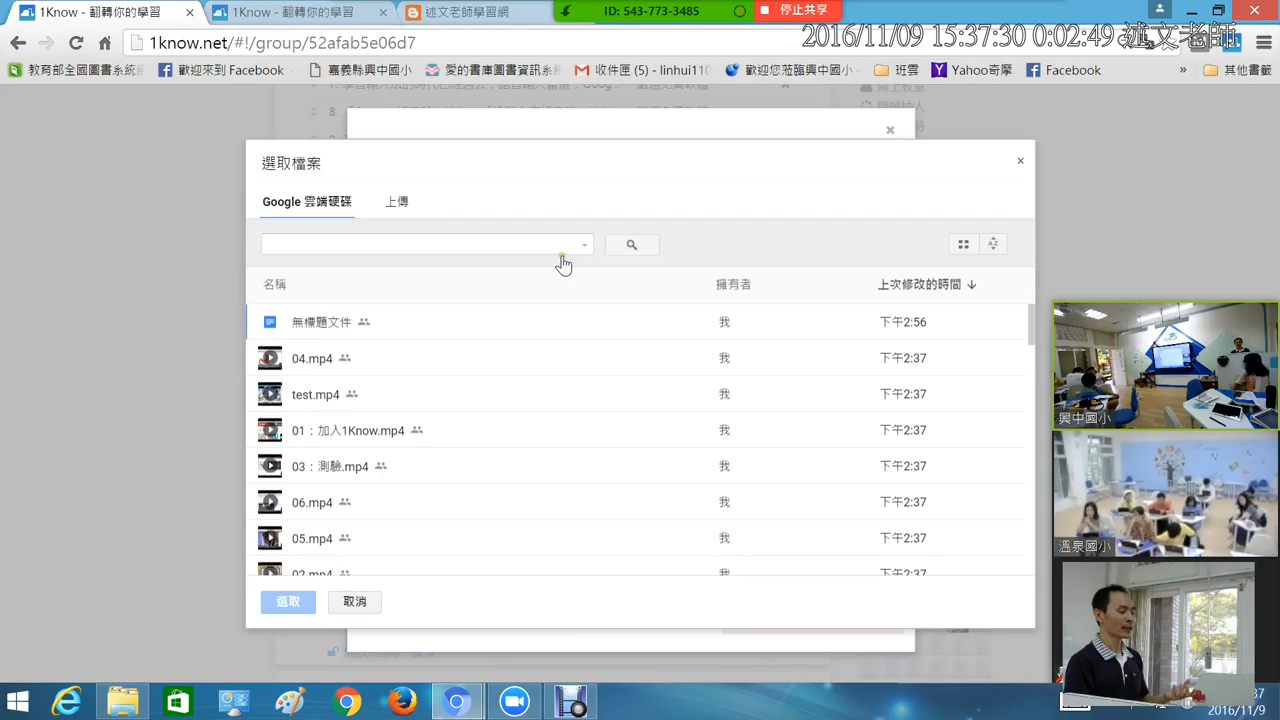 1Know - 翻轉你的學習
1Know - 翻轉你的學習
述文老師學習網
ID: 543-773-3485
停止共享
1know.net/#!/group/52afab5e06d7
2016/11/09 15:37:30 0:02:49 述文老師
教育部全國圖書系統
歡迎來到 Facebook
嘉義縣興中國小
愛的書庫圖書資訊系統
收件匣 (5) - linhui110
歡迎您蒞臨興中國小
班雲
Yahoo奇摩
Facebook
其他書籤
8.
選取檔案
Google 雲端硬碟
上傳
名稱
擁有者
上次修改的時間
無標題文件 我 下午2:56
04.mp4 我 下午2:37
test.mp4 我 下午2:37
01：加入1Know.mp4 我 下午2:37
03：測驗.mp4 我 下午2:37
06.mp4 我 下午2:37
05.mp4 我 下午2:37
02.mp4 我 下午2:37
選取
取消
興中國小
溫泉國小
2016/11/9